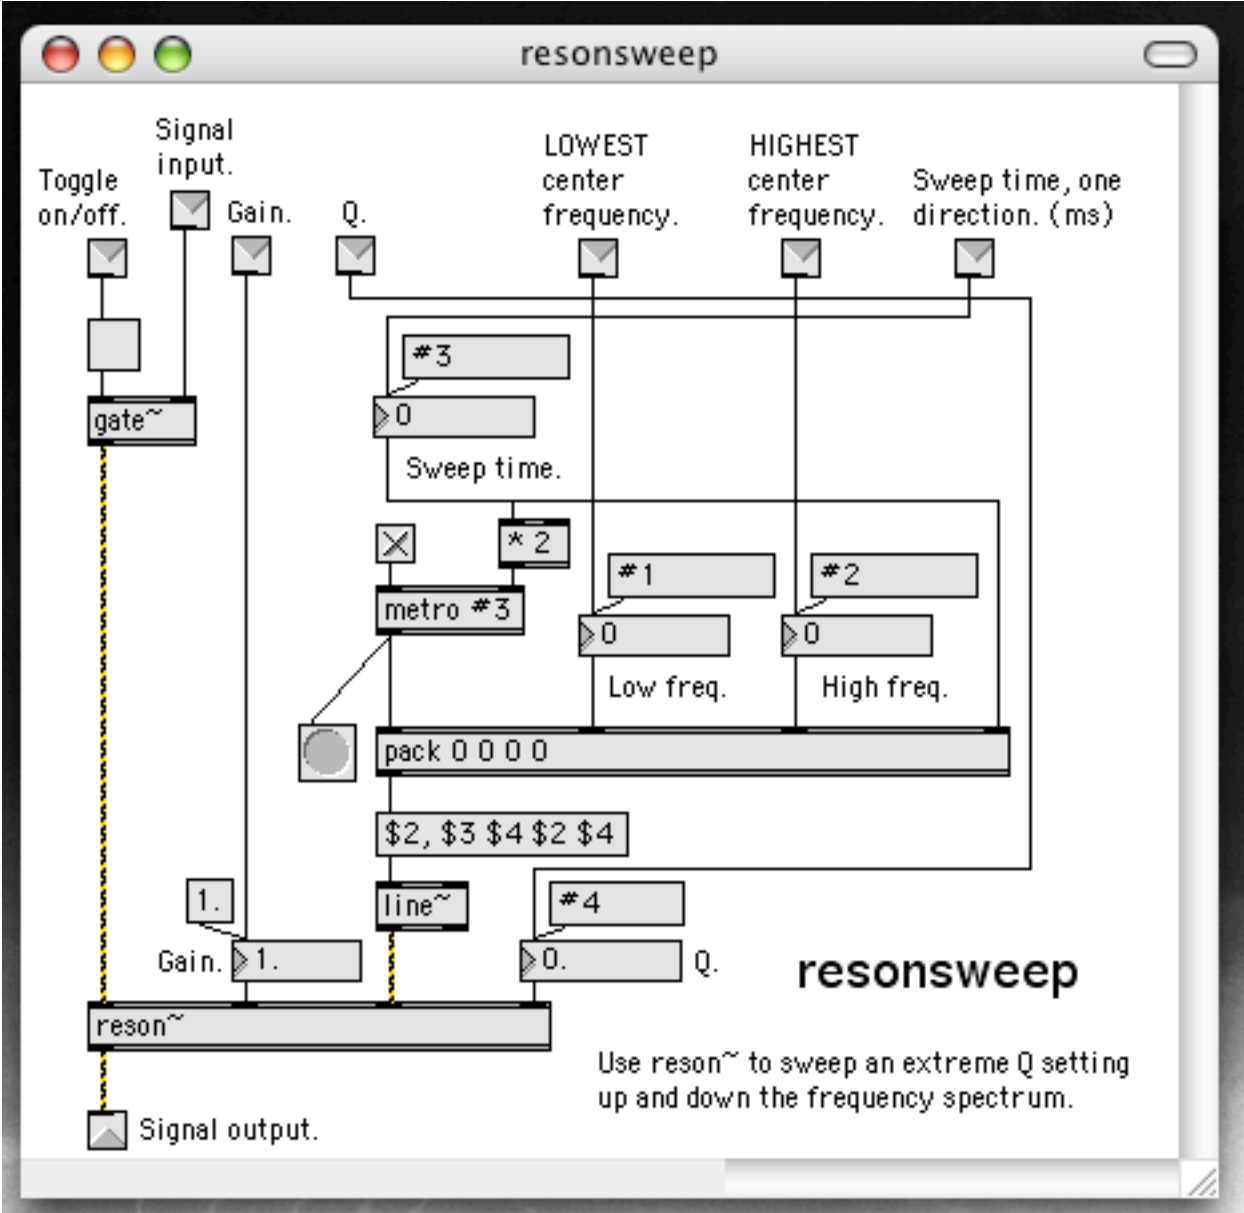 resonsweep
Signal
input.
Toggle
on/off.
Gain.
Q.
LOWEST
center
frequency.
HIGHEST
center
frequency.
Sweep time, one
direction. (ms)
#3
0
gate~
Sweep time.
* 2
metro #3
#1
0
Low freq.
#2
0
High freq.
pack 0 0 0 0
$2, $3 $4 $2 $4
1.
line~
#4
Gain.
1.
0.
Q.
resonsweep
reson~
Use reson~ to sweep an extreme Q setting
up and down the frequency spectrum.
Signal output.